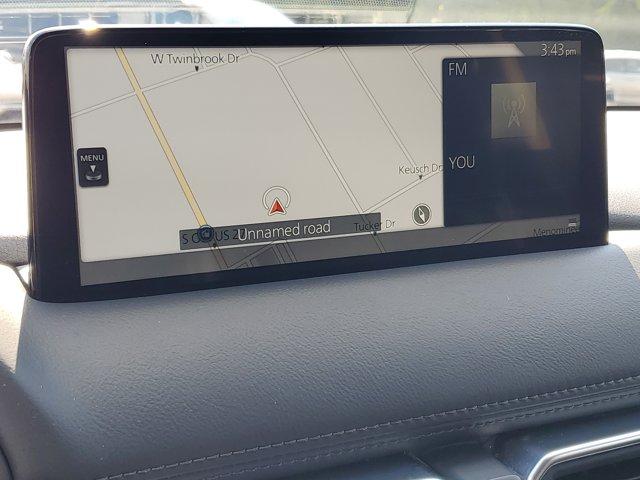 W Twinbrook Dr
3:43 pm
FM
MENU
YOU
Keusch Dr
Tucker Dr
Unnamed road